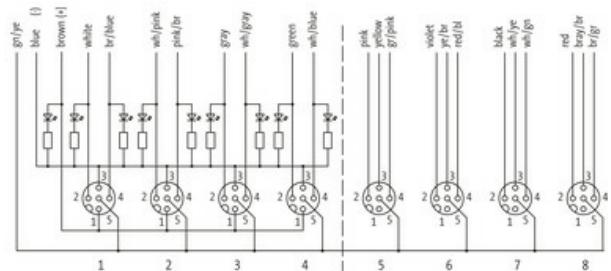 gn/ye
blue (-)
brown (+)
white
br/blue
wh/pink
pink/br
gray
wh/gray
green
wh/blue
pink
yellow
gr/pink
violet
ye/br
red/bl
black
wh/ye
wh/gn
red
bray/br
br/gr
3 3 3 3 3 3 3 3
2 4 2 4 2 4 2 4 2 4 2 4 2 4 2 4
1 5 1 5 1 5 1 5 1 5 1 5 1 5 1 5
1 2 3 4 5 6 7 8